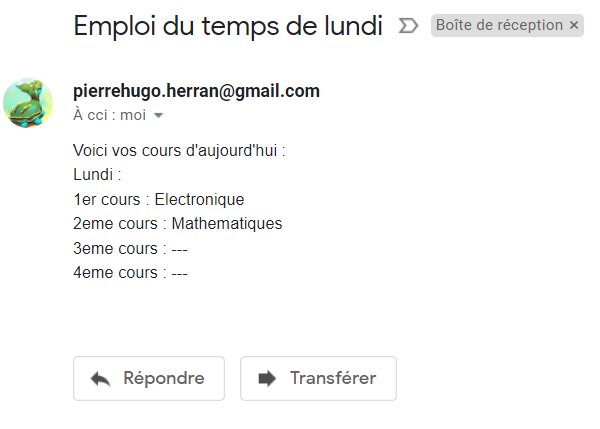 Emploi du temps de lundi
Boîte de réception ×
pierrehugo.herran@gmail.com
À cci : moi
Voici vos cours d'aujourd'hui :
Lundi :
1er cours : Electronique
2eme cours : Mathematiques
3eme cours : ---
4eme cours : ---
Répondre
Transférer